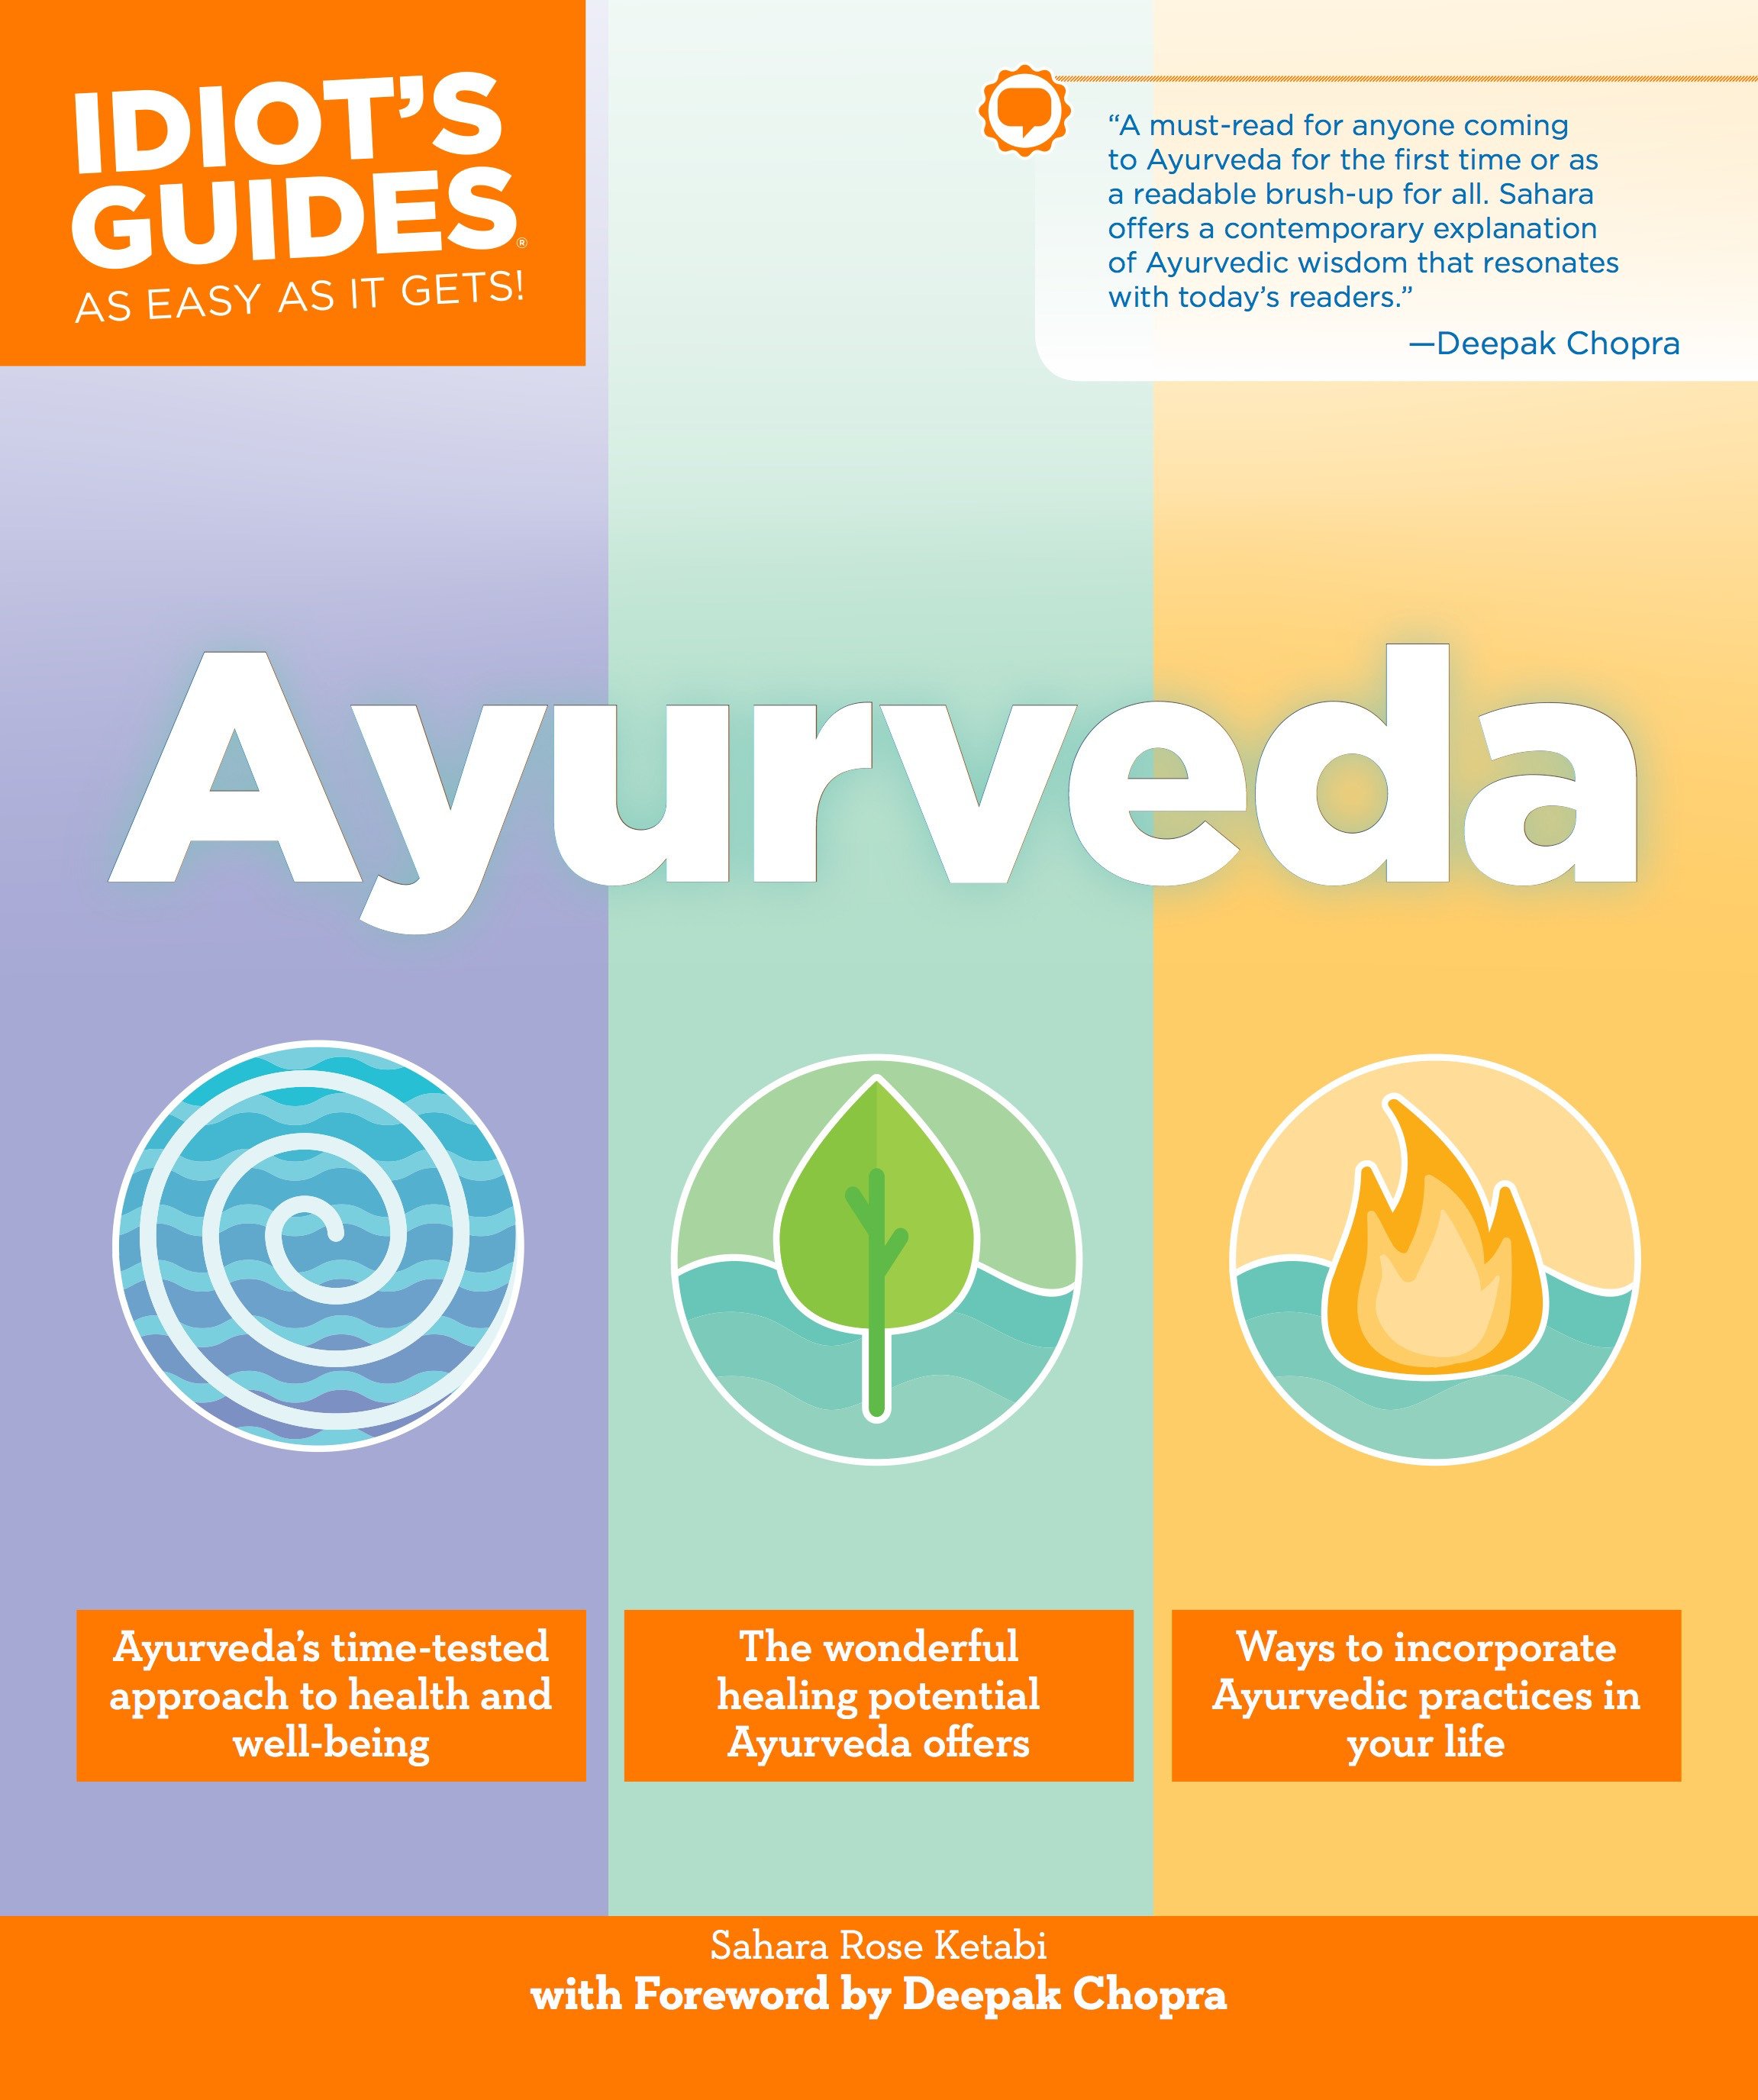 IDIOT'S
GUIDES®
AS EASY AS IT GETS!
“A must-read for anyone coming
to Ayurveda for the first time or as
a readable brush-up for all. Sahara
offers a contemporary explanation
of Ayurvedic wisdom that resonates
with today’s readers.”
—Deepak Chopra
Ayurveda
Ayurveda’s time-tested
approach to health and
well-being
The wonderful
healing potential
Ayurveda offers
Ways to incorporate
Ayurvedic practices in
your life
Sahara Rose Ketabi
with Foreword by Deepak Chopra